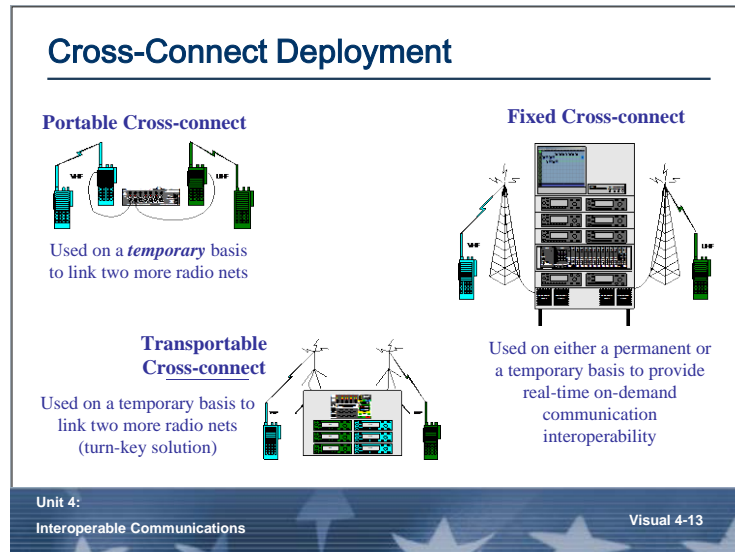 Cross-Connect Deployment
Portable Cross-connect
VHF
UHF
Used on a temporary basis
to link two more radio nets
Fixed Cross-connect
VHF
UHF
Used on either a permanent or
a temporary basis to provide
real-time on-demand
communication
interoperability
Transportable
Cross-connect
Used on a temporary basis to
link two more radio nets
(turn-key solution)
Unit 4:
Interoperable Communications
Visual 4-13